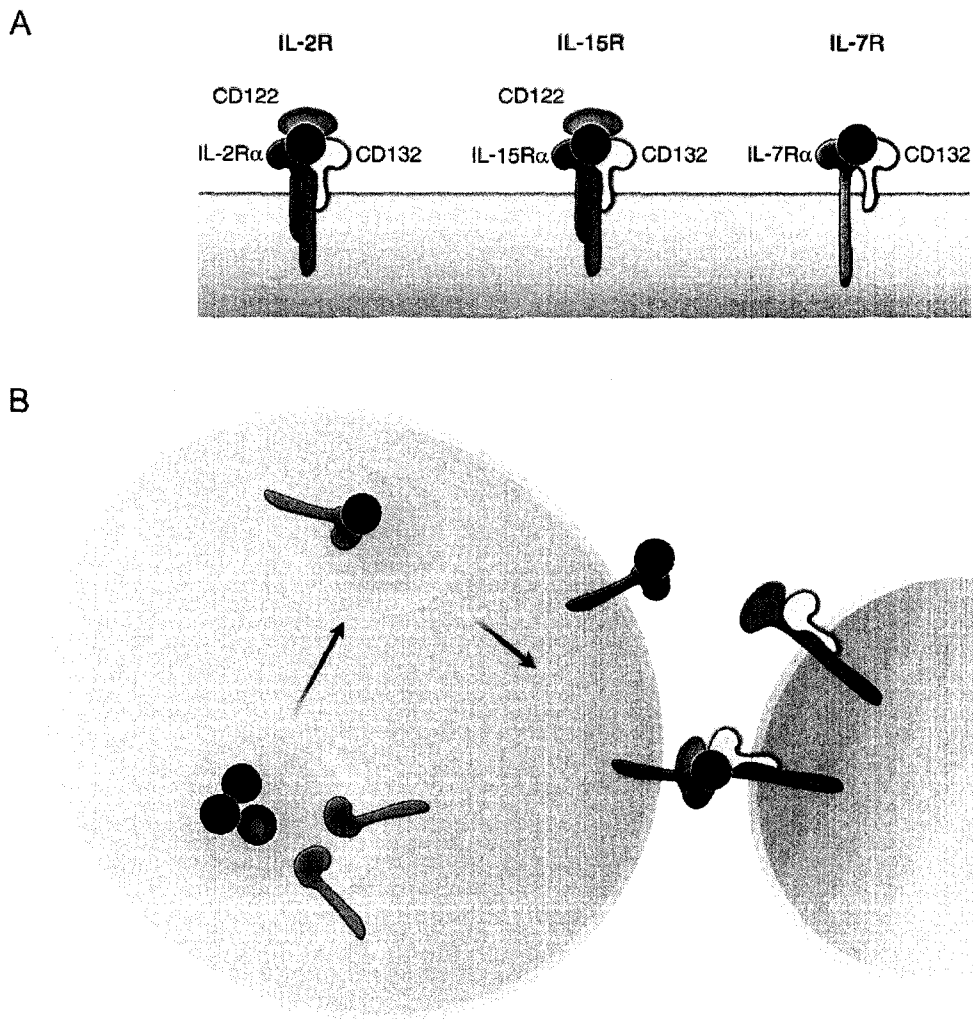 A
IL-2R IL-15R IL-7R
CD122 CD122
IL-2Rα CD132 IL-15Rα CD132 IL-7Rα CD132
B